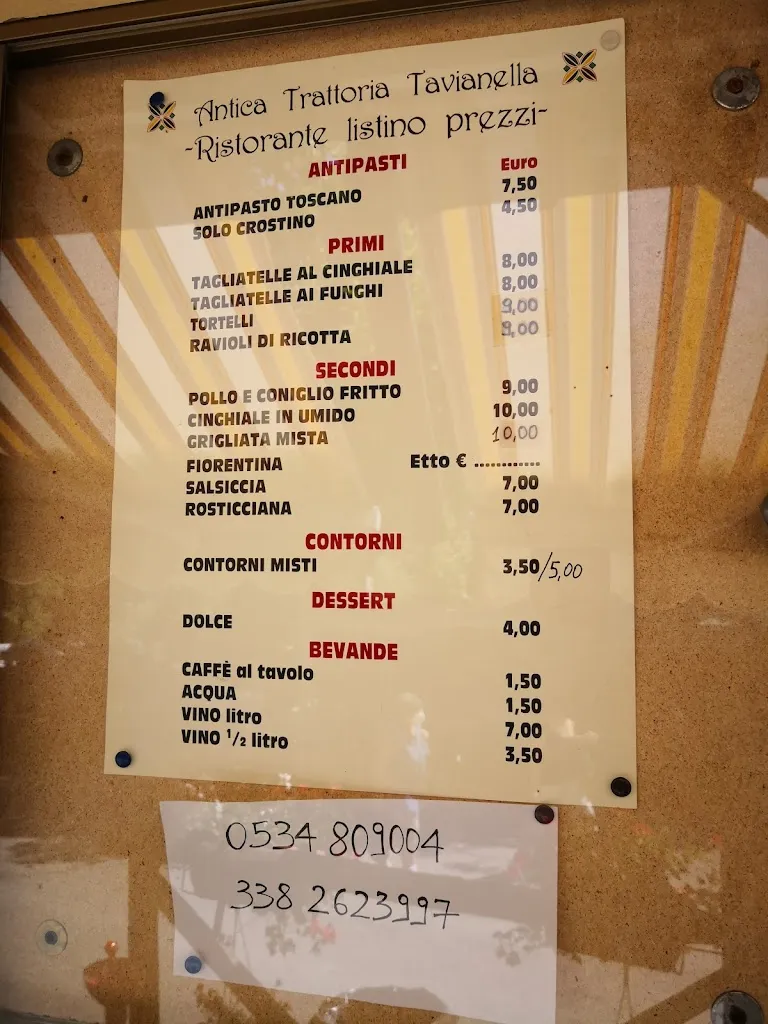 Antica Trattoria Tavianella
-Ristorante listino prezzi-
ANTIPASTI Euro
ANTIPASTO TOSCANO 7,50
SOLO CROSTINO 4,50
PRIMI
TAGLIATELLE AL CINGHIALE 8,00
TAGLIATELLE AI FUNGHI 8,00
TORTELLI 9,00
RAVIOLI DI RICOTTA
SECONDI
POLLO E CONIGLIO FRITTO 9,00
CINGHIALE IN UMIDO 10,00
GRIGLIATA MISTA 10,00
FIORENTINA Etto € ............
SALSICCIA 7,00
ROSTICCIANA 7,00
CONTORNI
CONTORNI MISTI 3,50/5,00
DESSERT
DOLCE 4,00
BEVANDE
CAFFÈ al tavolo 1,50
ACQUA 1,50
VINO litro 7,00
VINO 1/2 litro 3,50
0534 809004
338 2623997